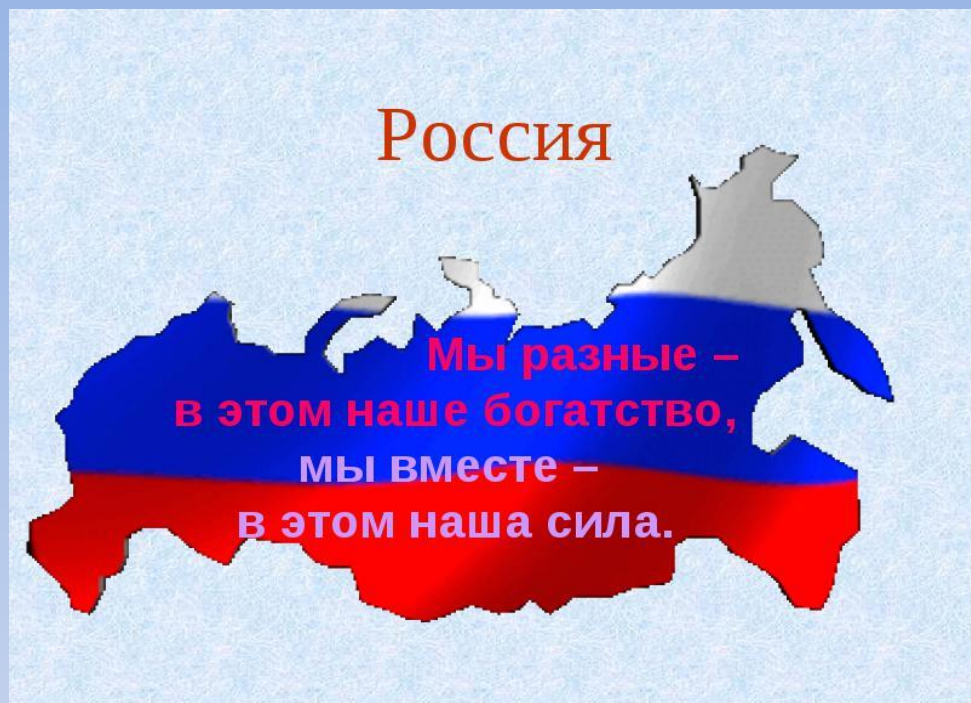 Россия
Мы разные –
в этом наше богатство,
мы вместе –
в этом наша сила.